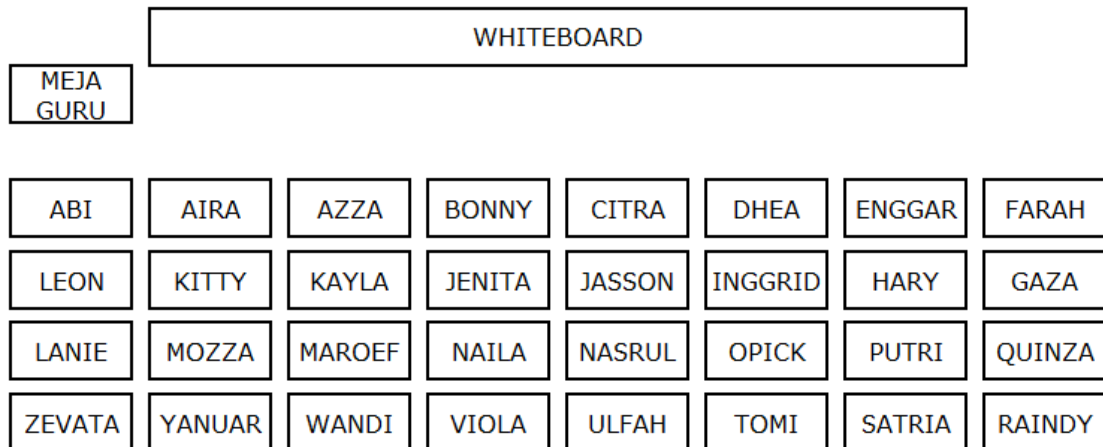 WHITEBOARD
MEJA
GURU
ABI AIRA AZZA BONNY CITRA DHEA ENGGAR FARAH
LEON KITTY KAYLA JENITA JASSON INGGRID HARY GAZA
LANIE MOZZA MAROEF NAILA NASRUL OPICK PUTRI QUINZA
ZEVATA YANUAR WANDI VIOLA ULFAH TOMI SATRIA RAINDY